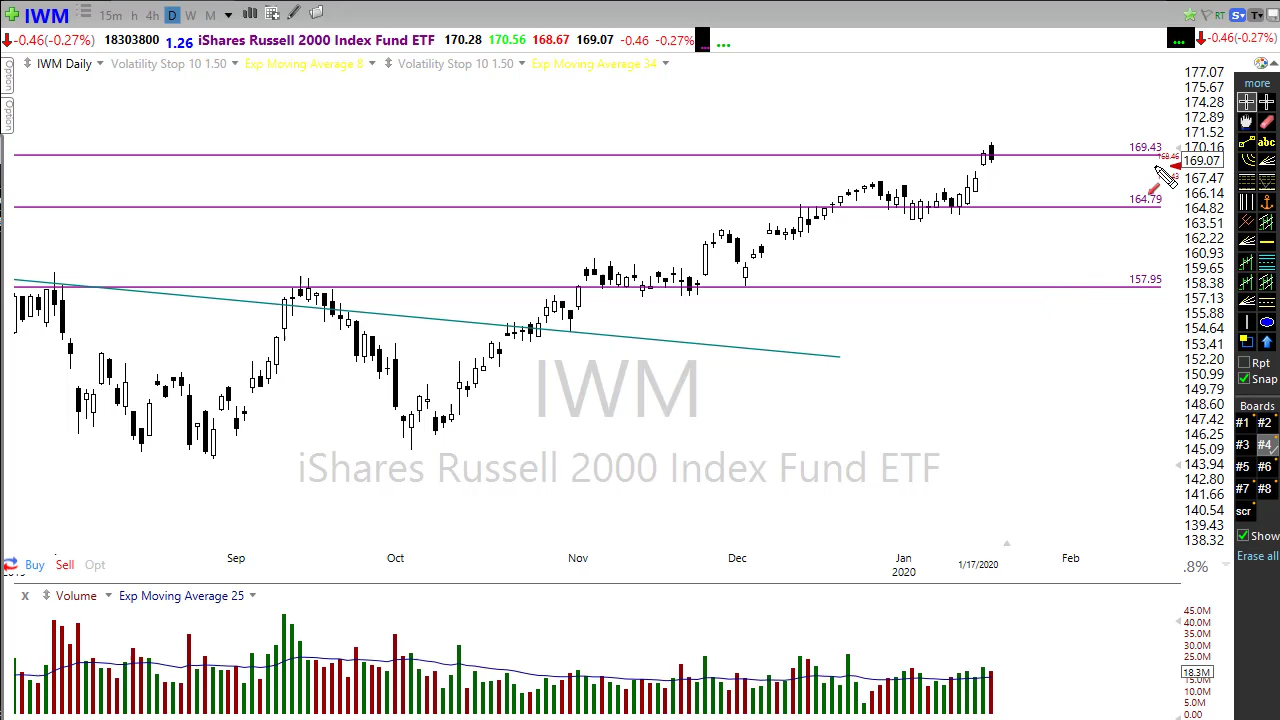 IWM 15m h 4h D W M RT S T
-0.46(-0.27%) 18303800 1.26 iShares Russell 2000 Index Fund ETF 170.28 170.56 168.67 169.07 -0.46 -0.27% ... ... -0.46(-0.27%)
Option
Option
IWM Daily Volatility Stop 10 1.50 Exp Moving Average 8 Volatility Stop 10 1.50 Exp Moving Average 34
177.07
175.67
174.28
172.89
171.52
170.16
169.07
167.47
166.14
164.82
163.51
162.22
160.93
159.65
158.38
157.13
155.88
154.64
153.41
152.20
150.99
149.79
148.60
147.42
146.25
145.09
143.94
142.80
141.66
140.54
139.43
138.32
169.43
168.46
164.79
157.95
IWM
iShares Russell 2000 Index Fund ETF
Sep Oct Nov Dec Jan Feb
2020 1/17/2020
Buy Sell Opt
.8%
x Volume Exp Moving Average 25
45.0M
40.0M
35.0M
30.0M
25.0M
18.3M
15.0M
10.0M
5.0M
0.00
more
abc
Rpt
Snap
Boards
#1 #2
#3 #4
#5 #6
#7 #8
scr
Show
Erase all